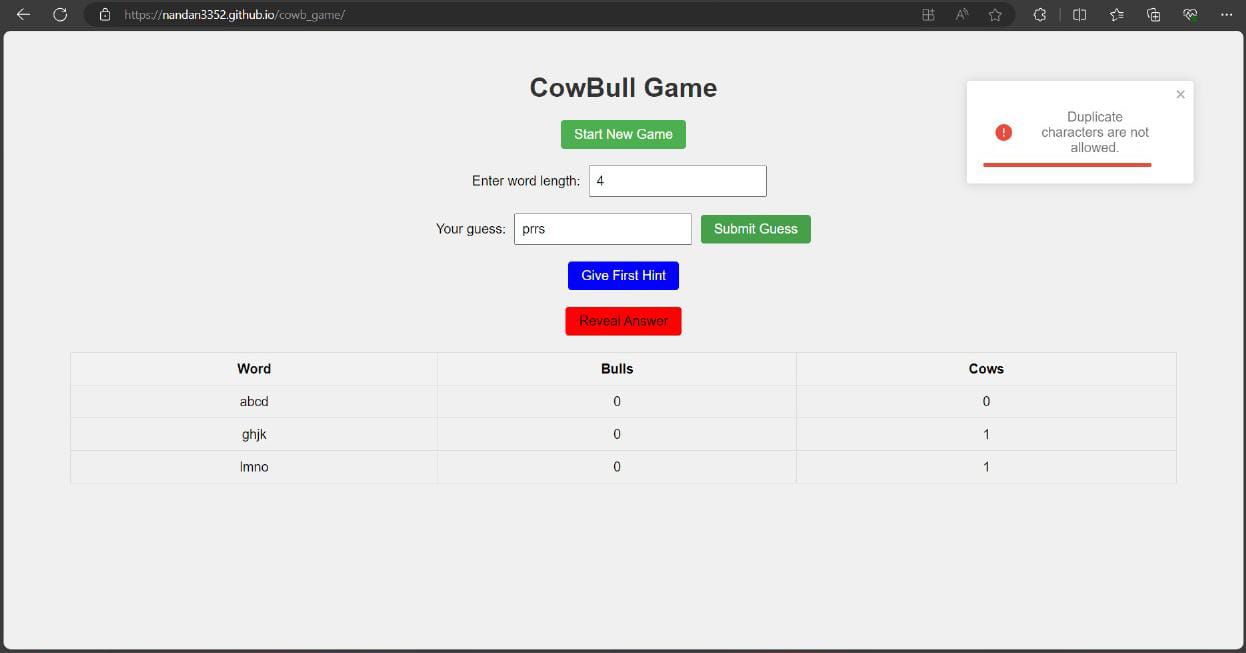 https://nandan3352.github.io/cowb_game/
CowBull Game
Duplicate
characters are not
allowed.
Start New Game
Enter word length: 4
Your guess: prrs Submit Guess
Give First Hint
Reveal Answer
Word Bulls Cows
abcd 0 0
ghjk 0 1
lmno 0 1